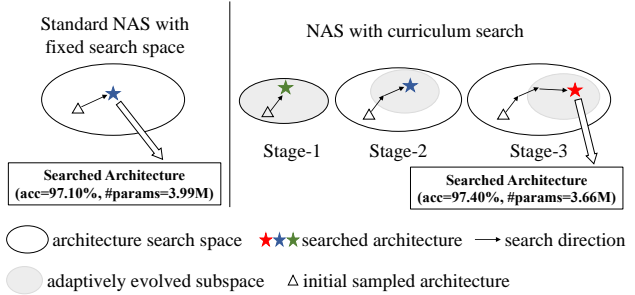 Standard NAS with
fixed search space
NAS with curriculum search
Stage-1
Stage-2
Stage-3
Searched Architecture
(acc=97.10%, #params=3.99M)
Searched Architecture
(acc=97.40%, #params=3.66M)
architecture search space
searched architecture
search direction
adaptively evolved subspace
initial sampled architecture